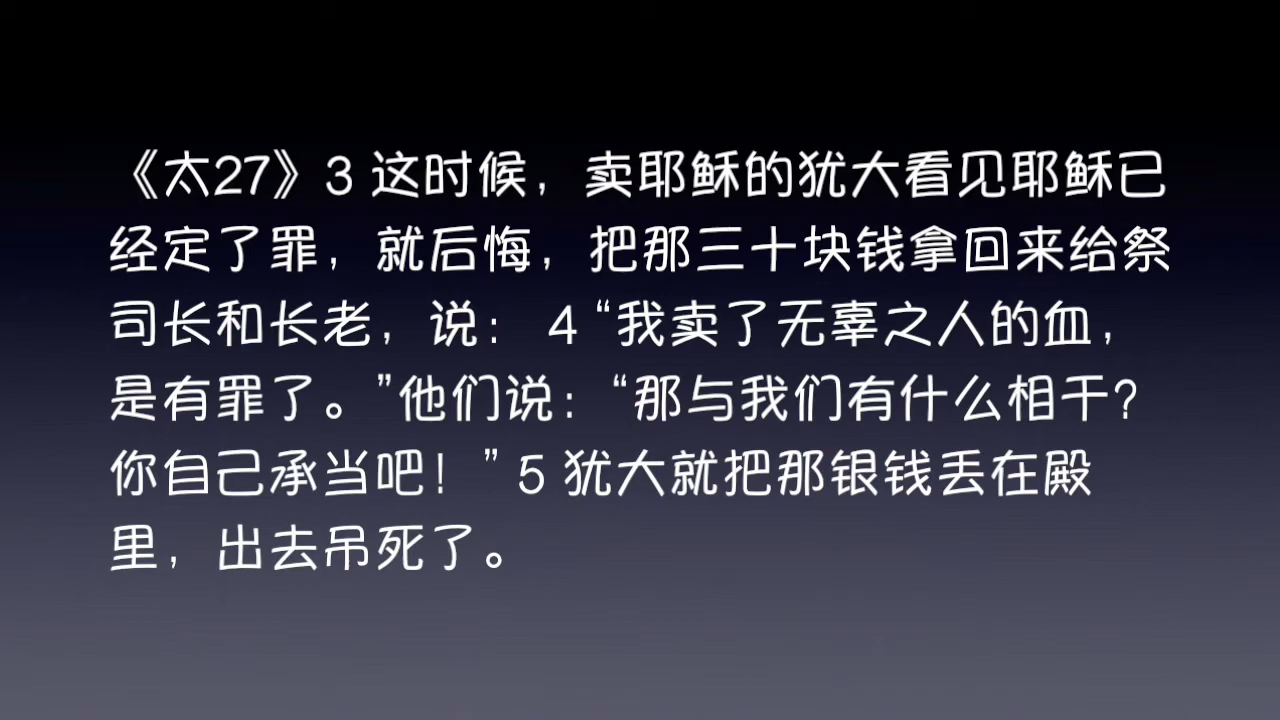 《太27》3 这时候，卖耶稣的犹大看见耶稣已
经定了罪，就后悔，把那三十块钱拿回来给祭
司长和长老，说： 4 “我卖了无辜之人的血，
是有罪了。”他们说：“那与我们有什么相干？
你自己承当吧！” 5 犹大就把那银钱丢在殿
里，出去吊死了。